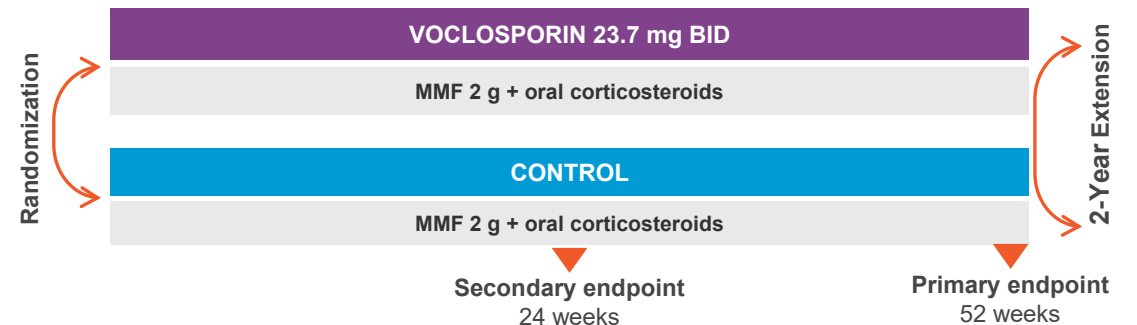 Randomization
VOCLOSPORIN 23.7 mg BID
MMF 2 g + oral corticosteroids
CONTROL
MMF 2 g + oral corticosteroids
2-Year Extension
Secondary endpoint
24 weeks
Primary endpoint
52 weeks